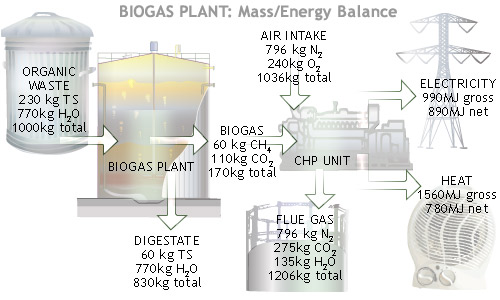 BIOGAS PLANT: Mass/Energy Balance
ORGANIC
WASTE
230 kg TS
770kg H₂O
1000kg total
BIOGAS PLANT
DIGESTATE
60 kg TS
770kg H₂O
830kg total
BIOGAS
60 kg CH₄
110kg CO₂
170kg total
AIR INTAKE
796 kg N₂
240kg O₂
1036kg total
CHP UNIT
FLUE GAS
796 kg N₂
275kg CO₂
135kg H₂O
1206kg total
ELECTRICITY
990MJ gross
890MJ net
HEAT
1560MJ gross
780MJ net